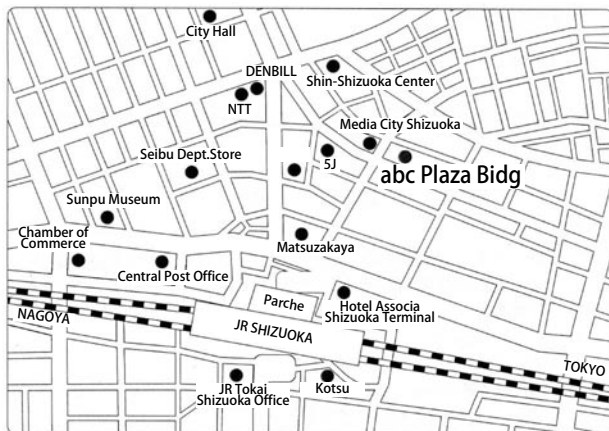 City Hall
DENBILL
Shin-Shizuoka Center
NTT
Media City Shizuoka
5J
Seibu Dept.Store
abc Plaza Bidg
Sunpu Museum
Chamber of
Commerce
Matsuzakaya
Central Post Office
Parche
Hotel Associa
Shizuoka Terminal
NAGOYA
JR SHIZUOKA
TOKYO
JR Tokai
Shizuoka Office
Kotsu